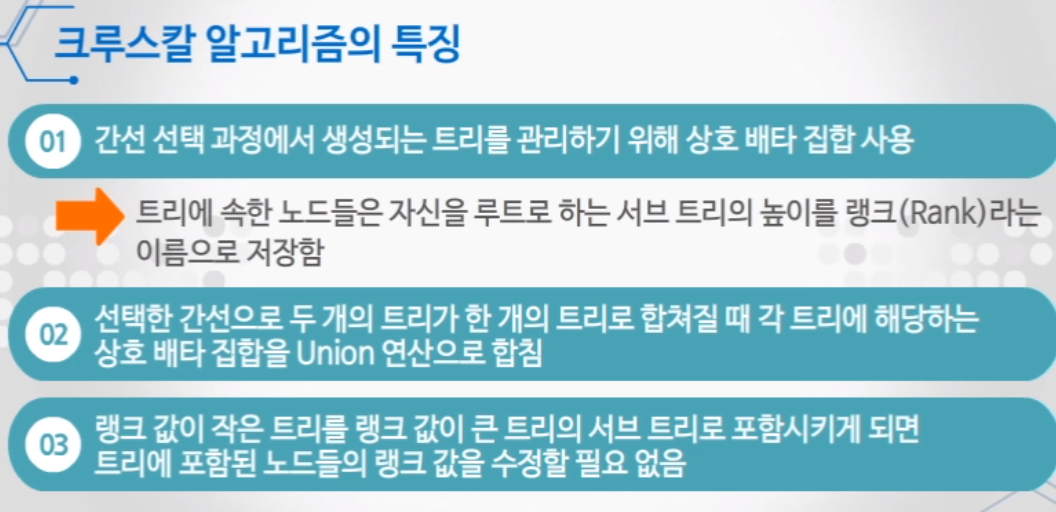 크루스칼 알고리즘의 특징
01 간선 선택 과정에서 생성되는 트리를 관리하기 위해 상호 배타 집합 사용
트리에 속한 노드들은 자신을 루트로 하는 서브 트리의 높이를 랭크(Rank)라는
이름으로 저장함
02 선택한 간선으로 두 개의 트리가 한 개의 트리로 합쳐질 때 각 트리에 해당하는
상호 배타 집합을 Union 연산으로 합침
03 랭크 값이 작은 트리를 랭크 값이 큰 트리의 서브 트리로 포함시키게 되면
트리에 포함된 노드들의 랭크 값을 수정할 필요 없음